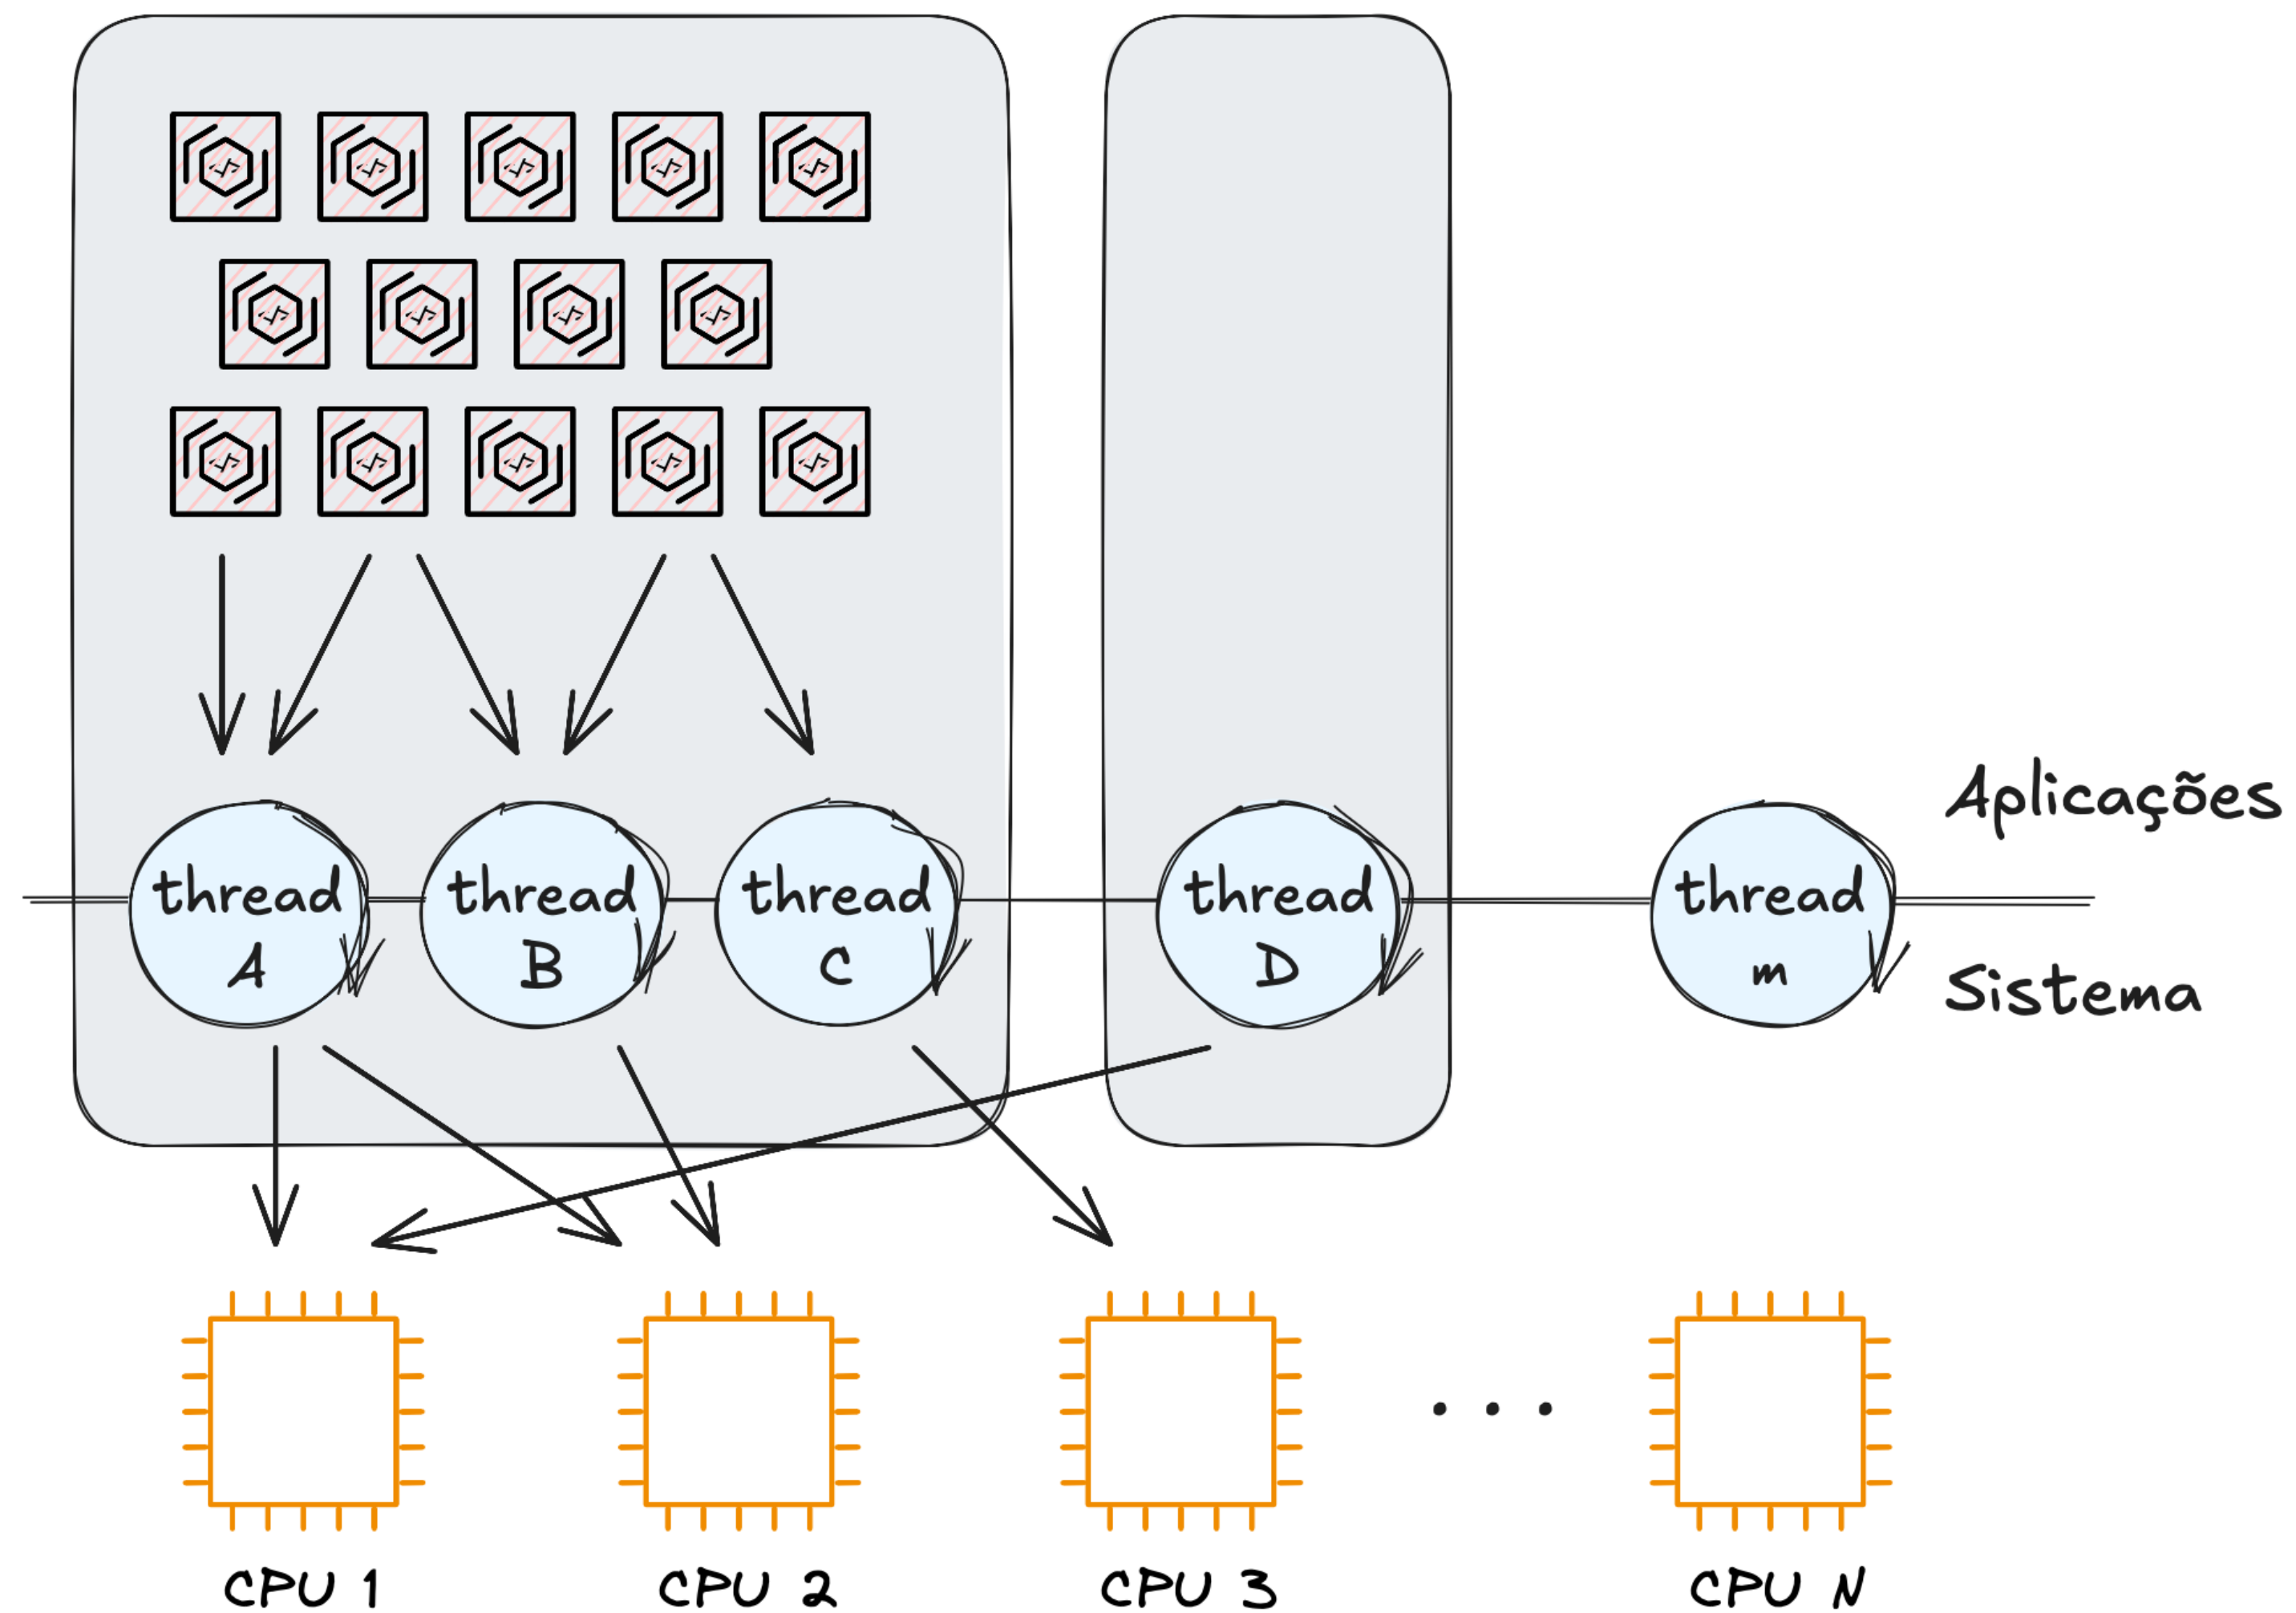 Aplicações
thread
A
thread
B
thread
C
thread
D
thread
m
Sistema
...
CPU 1
CPU 2
CPU 3
CPU N